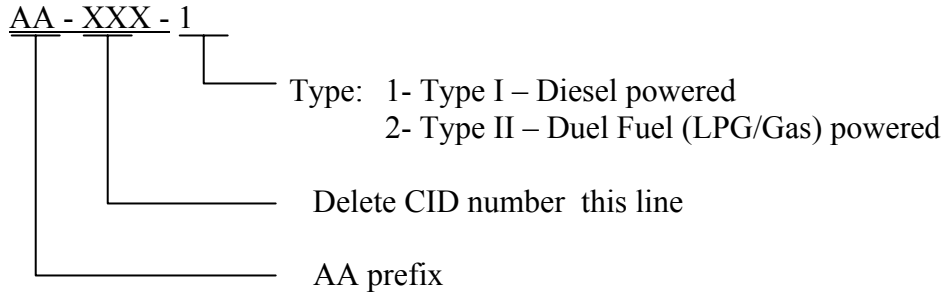 AA - XXX - 1
Type: 1- Type I – Diesel powered
2- Type II – Duel Fuel (LPG/Gas) powered
Delete CID number this line
AA prefix